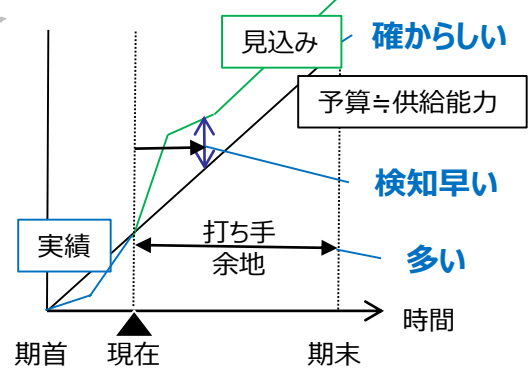 見込み
確からしい
予算≒供給能力
検知早い
実績
打ち手
余地
多い
時間
期首
現在
期末